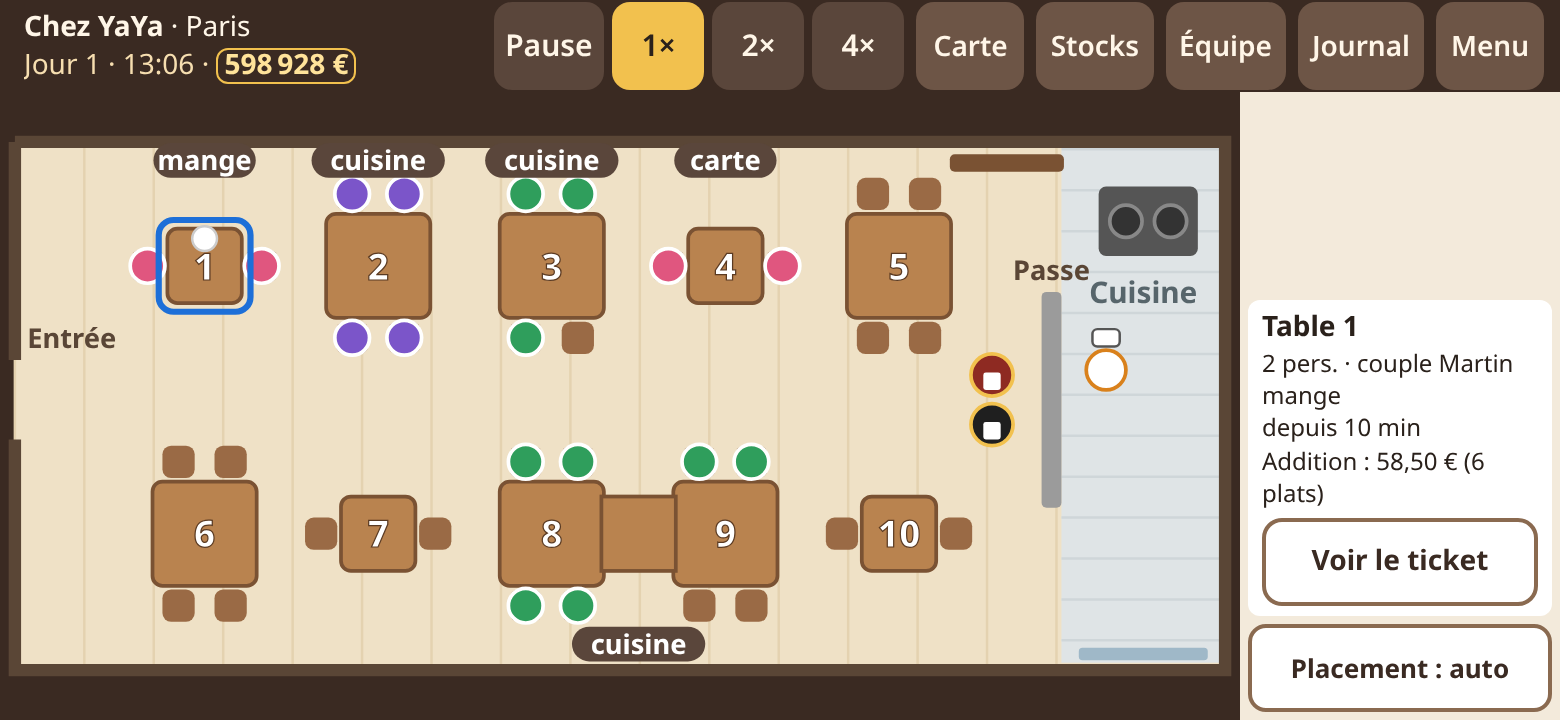 Chez YaYa · Paris
Jour 1 · 13:06 · 598 928 €
Pause
1×
2×
4×
Carte
Stocks
Équipe
Journal
Menu
mange
cuisine
cuisine
carte
1
2
3
4
5
Passe
Cuisine
Entrée
6
7
8
9
10
cuisine
Table 1
2 pers. · couple Martin
mange
depuis 10 min
Addition : 58,50 € (6
plats)
Voir le ticket
Placement : auto